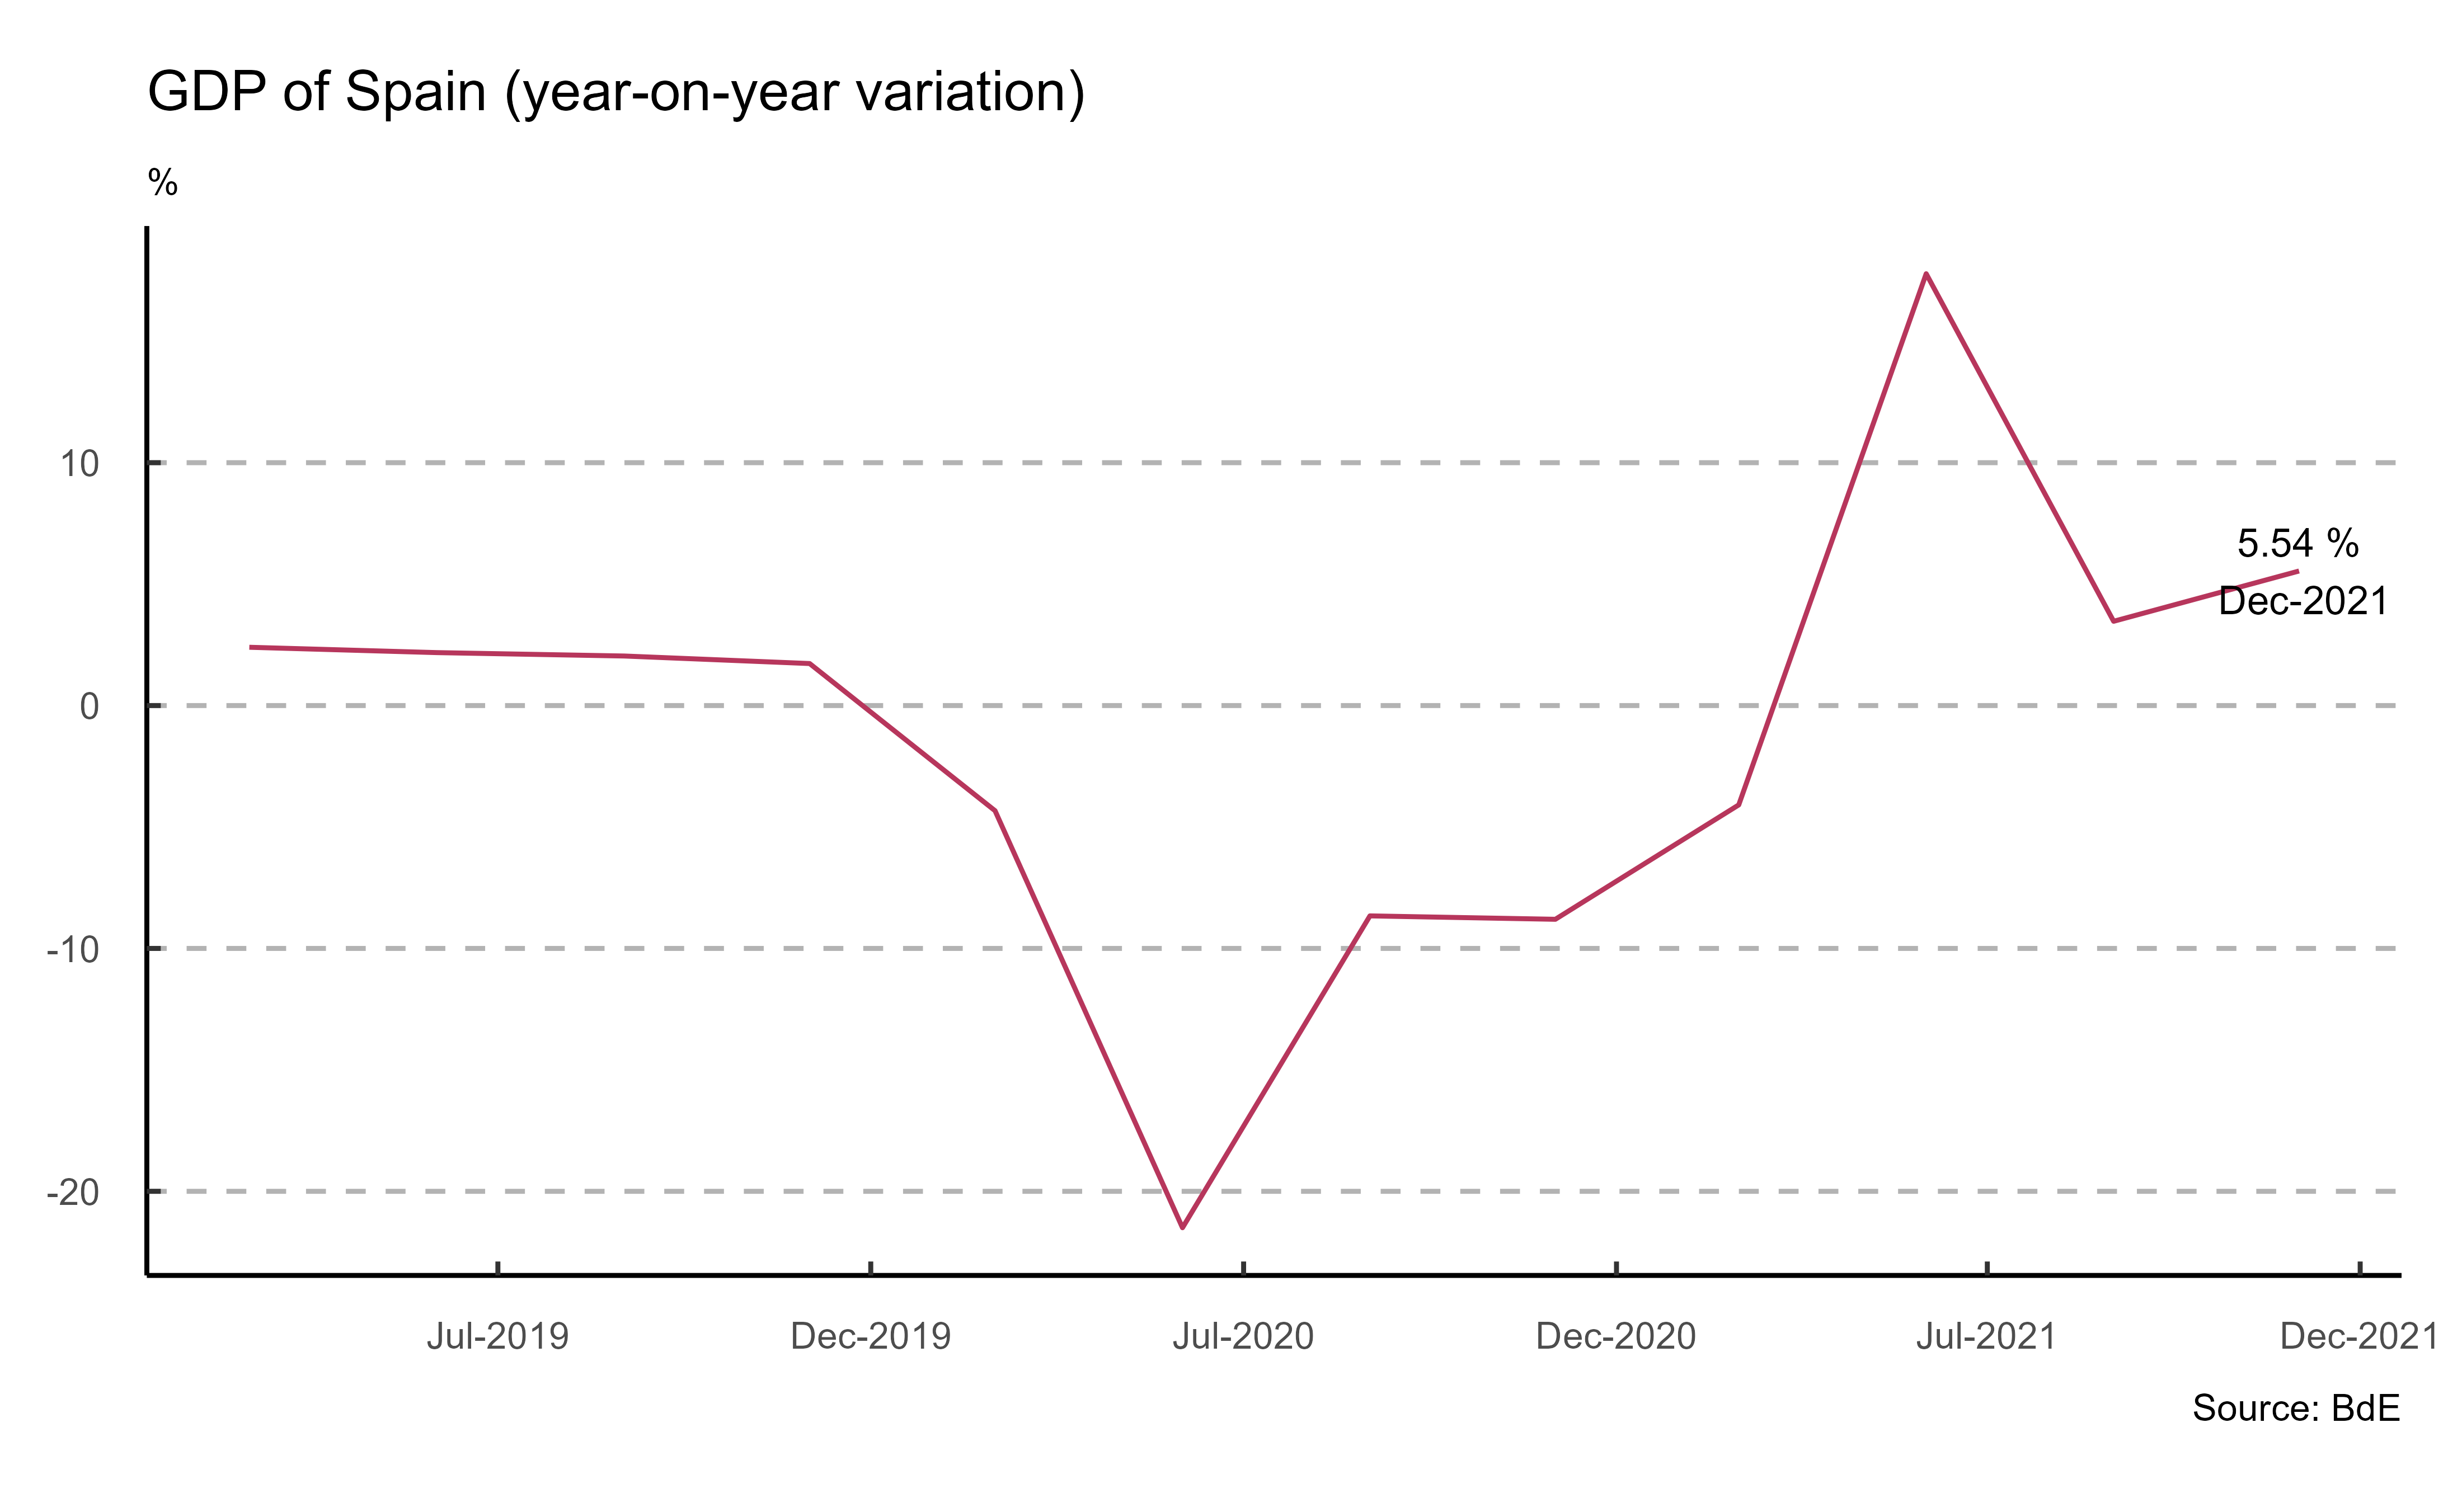 GDP of Spain (year-on-year variation)
%
10
5.54 %
Dec-2021
0
-10
-20
Jul-2019 Dec-2019 Jul-2020 Dec-2020 Jul-2021 Dec-2021
Source: BdE